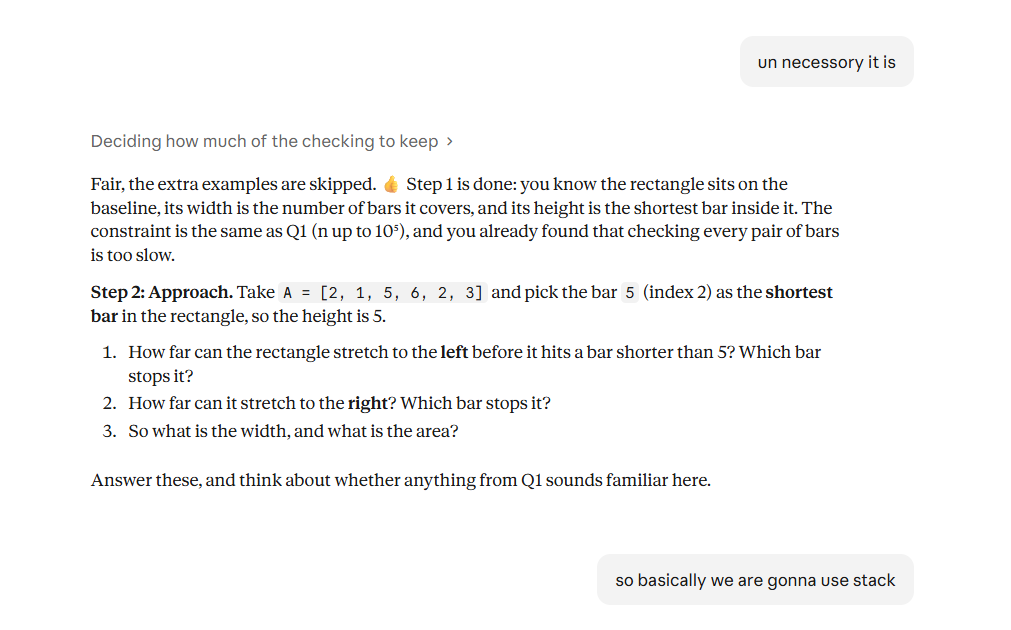 un necessory it is
Deciding how much of the checking to keep >
Fair, the extra examples are skipped. 👍 Step 1 is done: you know the rectangle sits on the
baseline, its width is the number of bars it covers, and its height is the shortest bar inside it. The
constraint is the same as Q1 (n up to 10⁵), and you already found that checking every pair of bars
is too slow.
Step 2: Approach. Take A = [2, 1, 5, 6, 2, 3] and pick the bar 5 (index 2) as the shortest
bar in the rectangle, so the height is 5.
1. How far can the rectangle stretch to the left before it hits a bar shorter than 5? Which bar
stops it?
2. How far can it stretch to the right? Which bar stops it?
3. So what is the width, and what is the area?
Answer these, and think about whether anything from Q1 sounds familiar here.
so basically we are gonna use stack